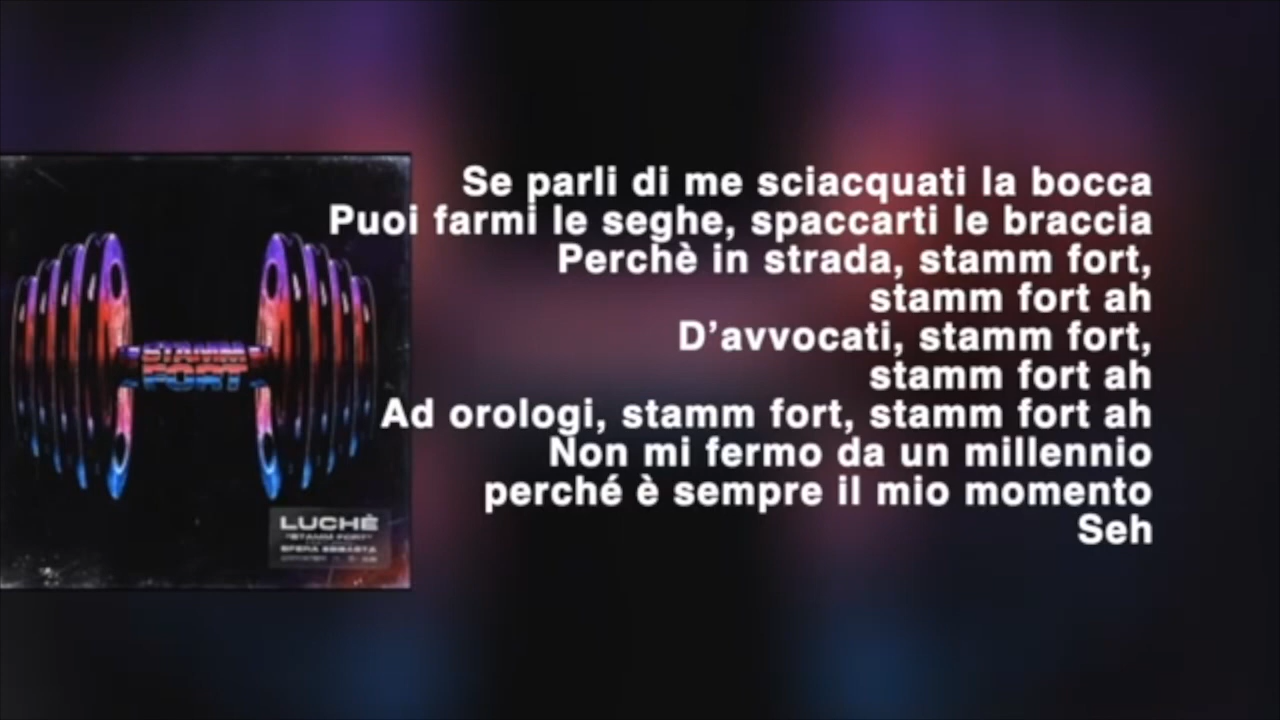 Se parli di me sciacquati la bocca
Puoi farmi le seghe, spaccarti le braccia
Perchè in strada, stamm fort,
stamm fort ah
D’avvocati, stamm fort,
stamm fort ah
Ad orologi, stamm fort, stamm fort ah
Non mi fermo da un millennio
perché è sempre il mio momento
Seh
STAMM
FORT
LUCHÈ
"STAMM FORT"
SFERA EBBASTA